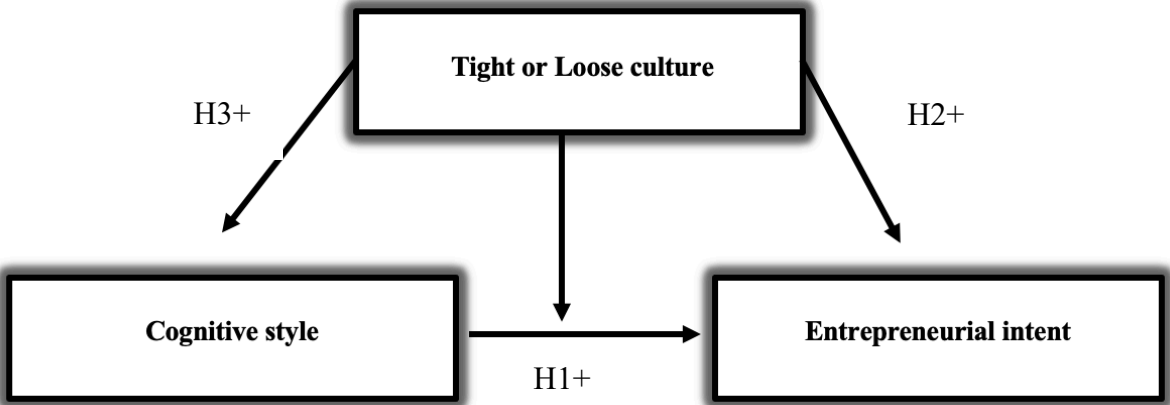 Tight or Loose culture
H3+
H2+
Cognitive style
Entrepreneurial intent
H1+